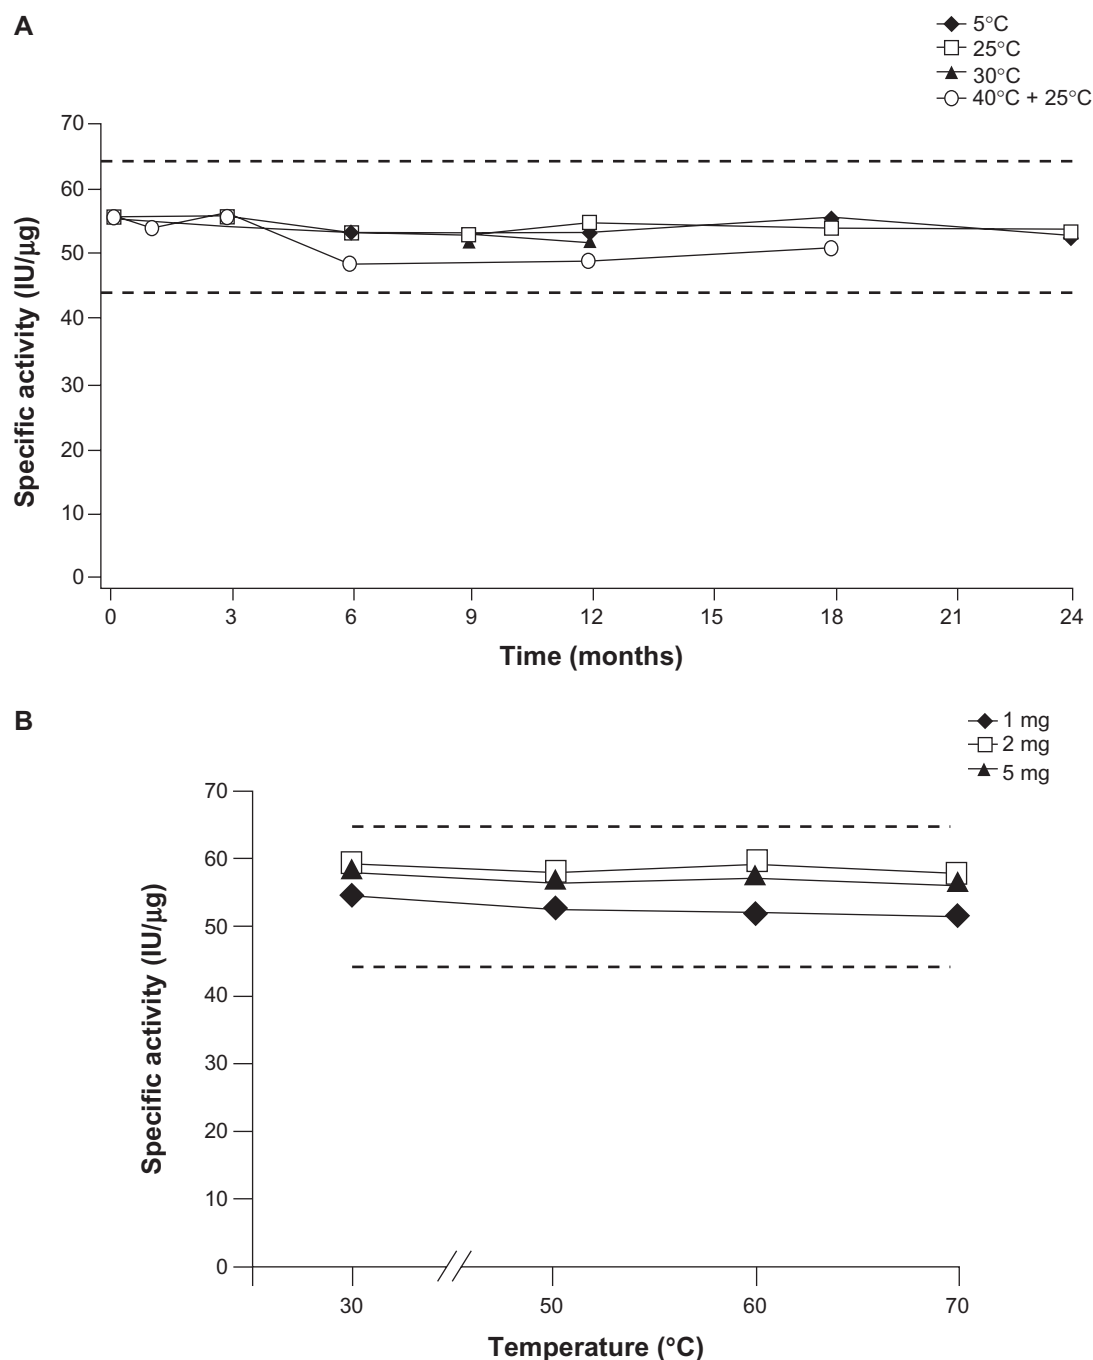 A
5°C
25°C
30°C
40°C + 25°C
70
60
50
40
30
20
10
0
Specific activity (IU/μg)
0 3 6 9 12 15 18 21 24
Time (months)
B
1 mg
2 mg
5 mg
70
60
50
40
30
20
10
0
Specific activity (IU/μg)
30 50 60 70
Temperature (°C)